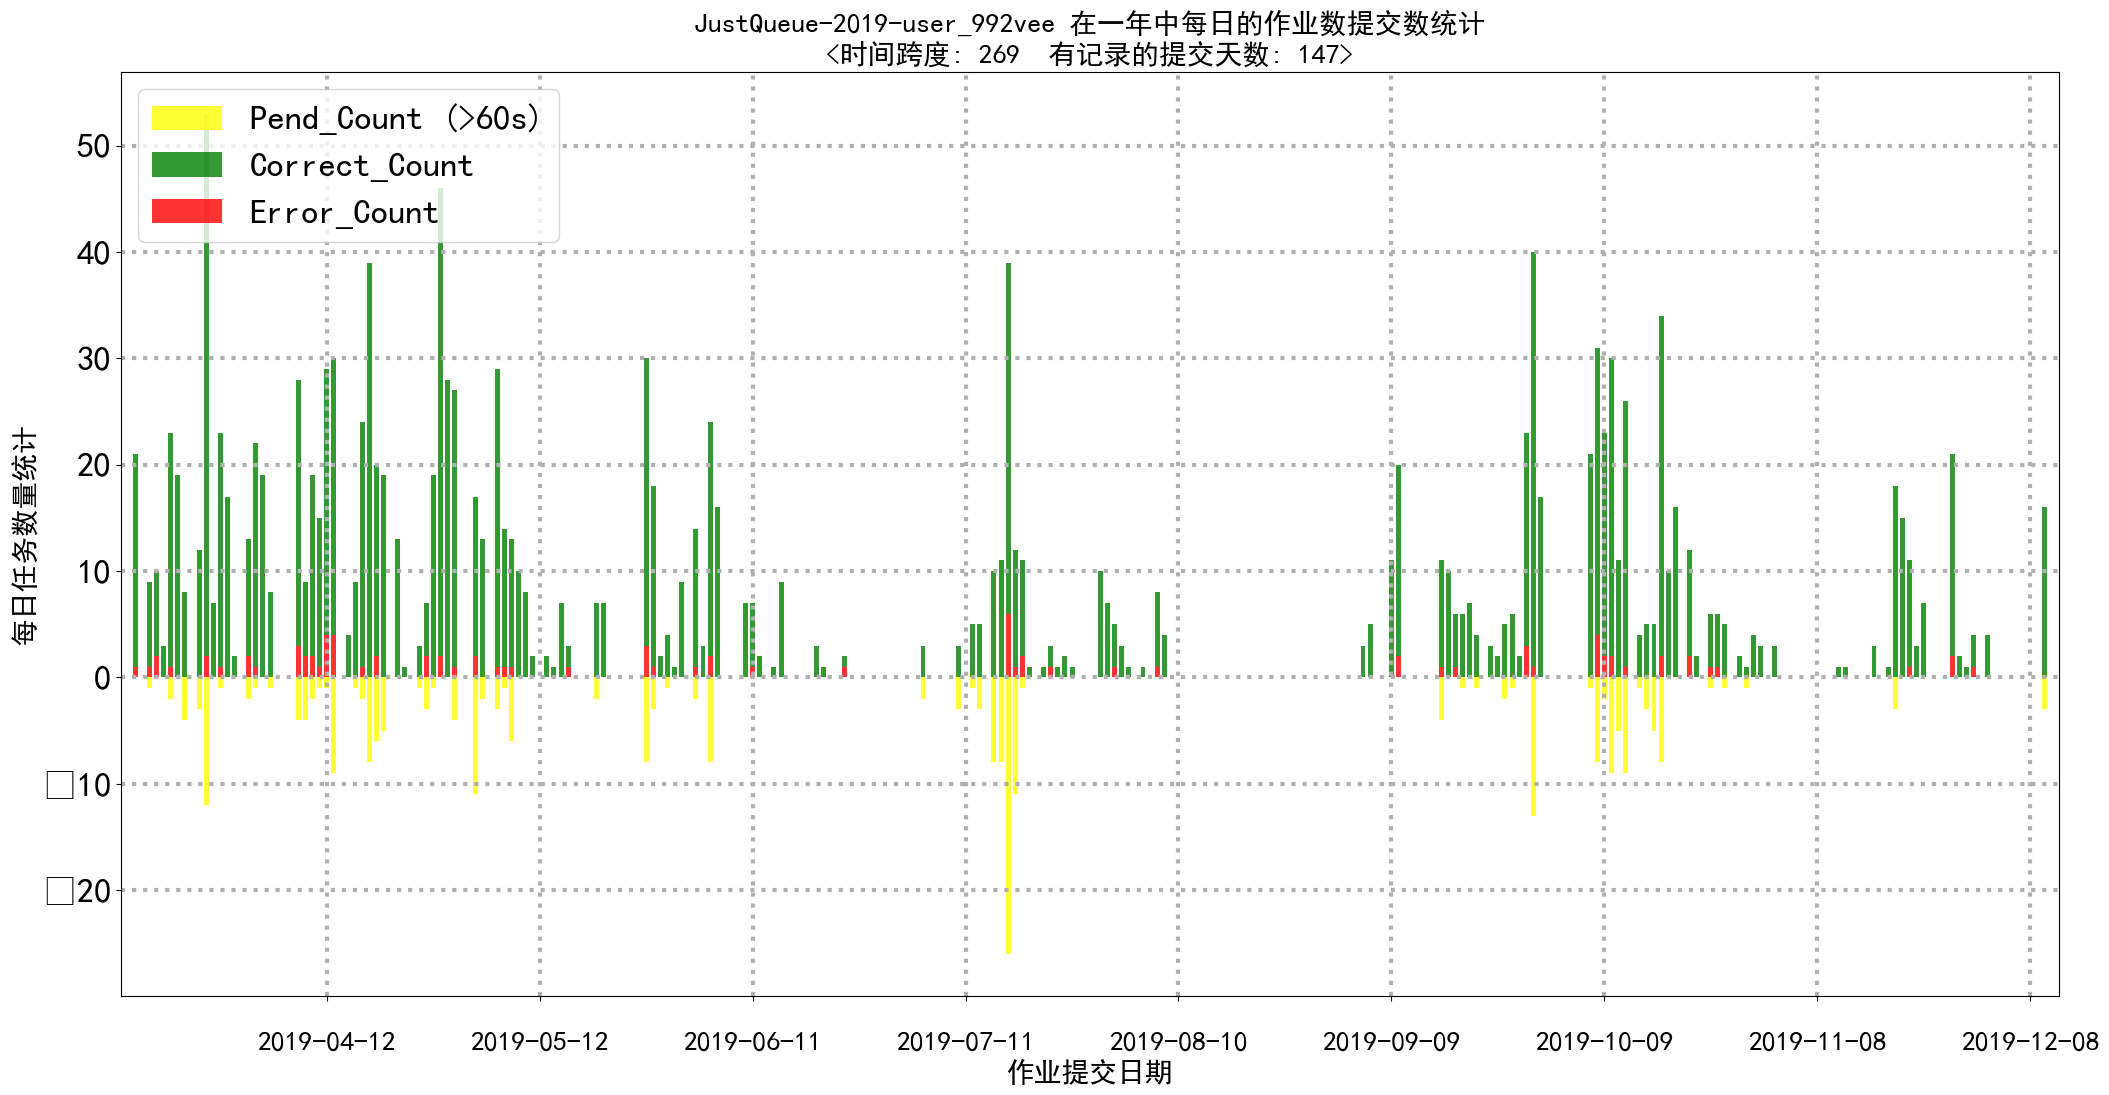 JustQueue-2019-user_992vee 在一年中每日的作业数提交数统计
<时间跨度: 269  有记录的提交天数: 147>
Pend_Count (>60s)
Correct_Count
Error_Count
每日任务数量统计
50
40
30
20
10
0
□10
□20
2019-04-12 2019-05-12 2019-06-11 2019-07-11 2019-08-10 2019-09-09 2019-10-09 2019-11-08 2019-12-08
作业提交日期